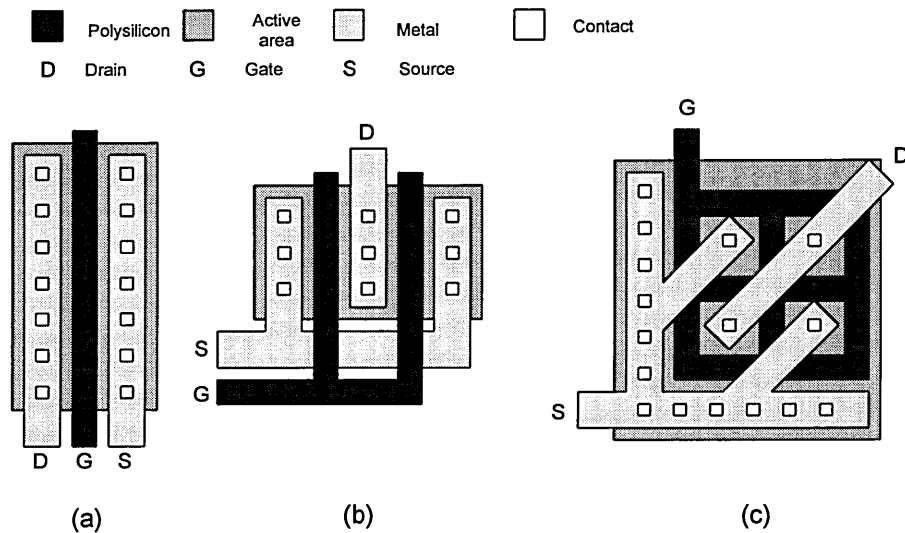 Polysilicon Active area Metal Contact
D Drain G Gate S Source
G
D
D
S
G
S
D G S
(a) (b) (c)